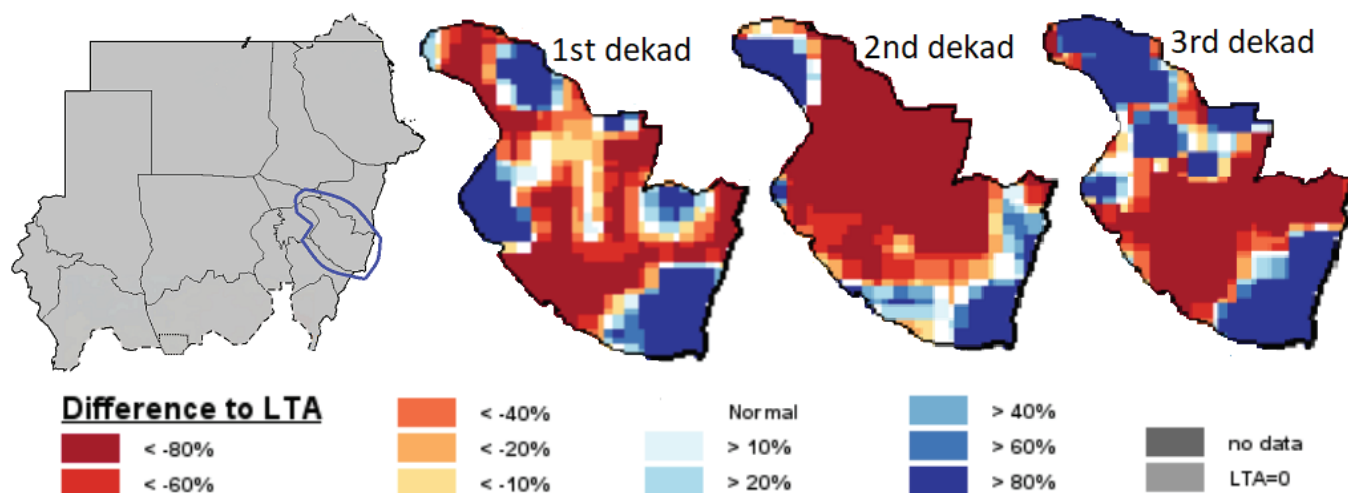 1st dekad
2nd dekad
3rd dekad
Difference to LTA
< -80%
< -60%
< -40%
< -20%
< -10%
Normal
> 10%
> 20%
> 40%
> 60%
> 80%
no data
LTA=0